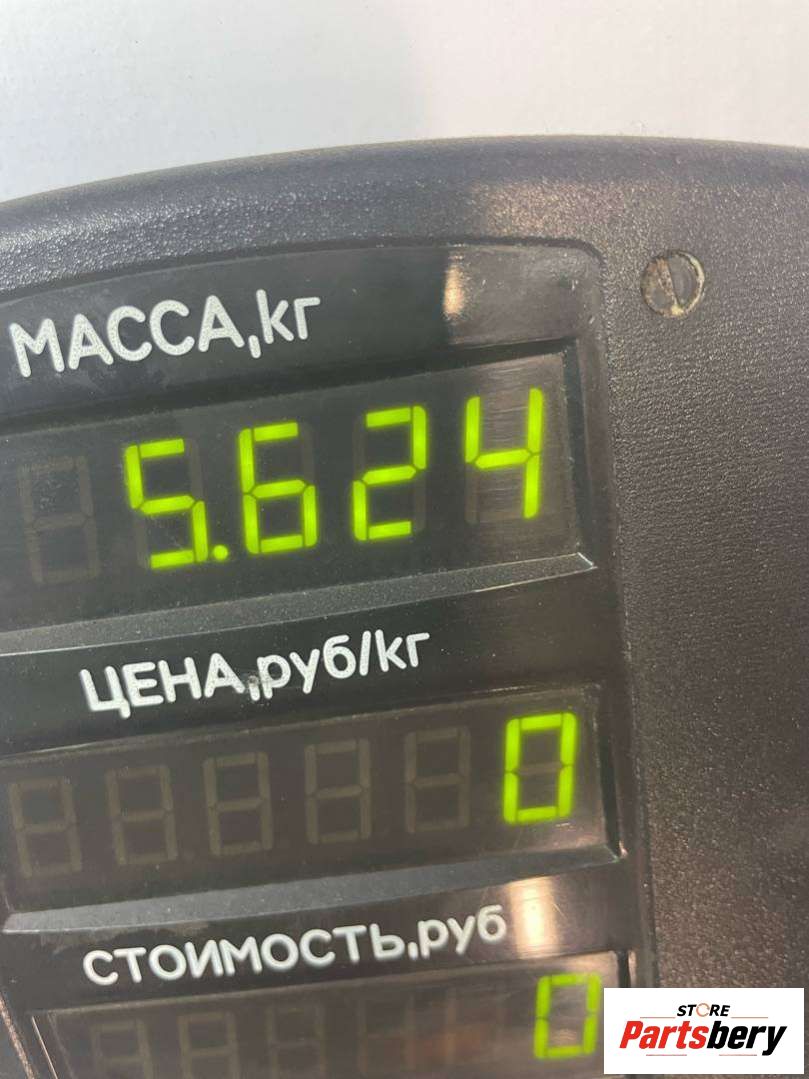 МАССА,кг
5.624
ЦЕНА,руб/кг
0
СТОИМОСТЬ,руб
0
STORE
Partsbery